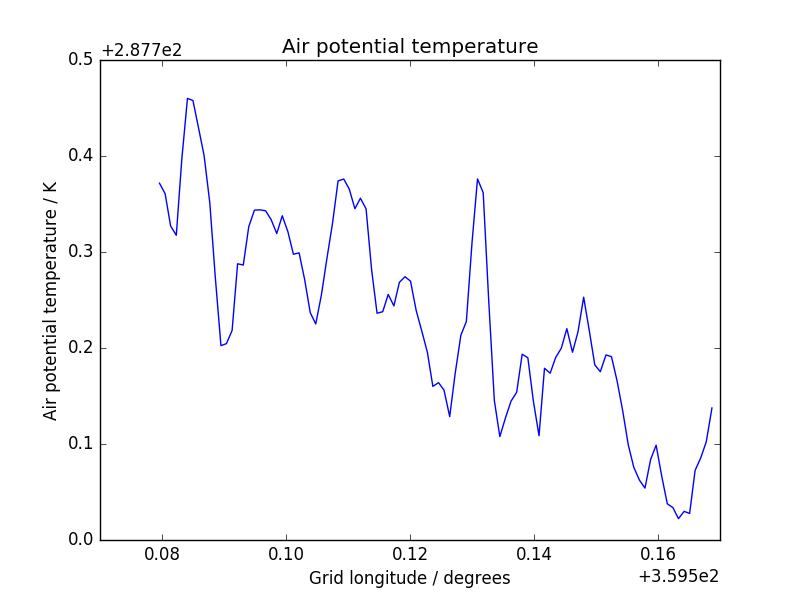 Air potential temperature
+2.877e2
0.5
0.4
0.3
0.2
0.1
0.0
Air potential temperature / K
0.08 0.10 0.12 0.14 0.16
Grid longitude / degrees
+3.595e2